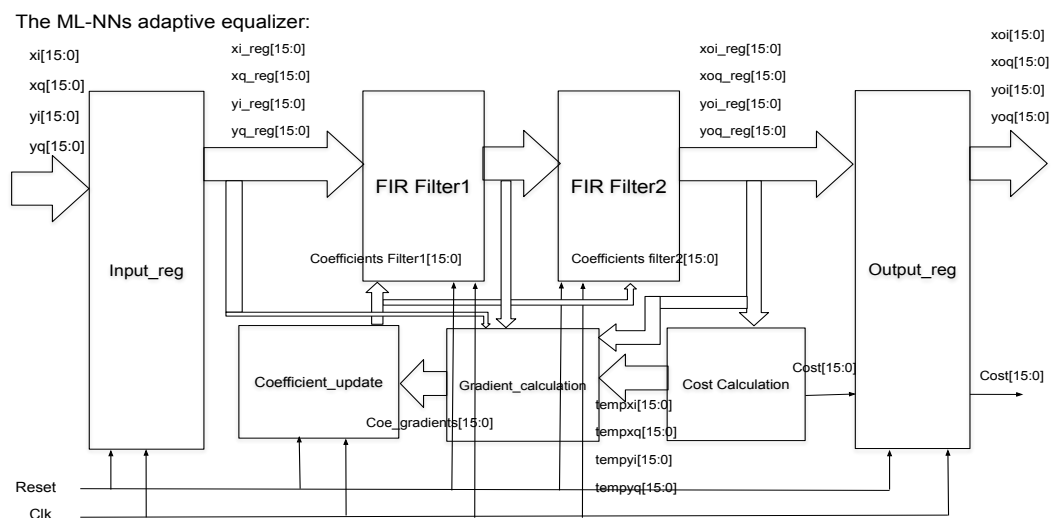 The ML-NNs adaptive equalizer:
xi[15:0]
xq[15:0]
yi[15:0]
yq[15:0]
xi_reg[15:0]
xq_reg[15:0]
yi_reg[15:0]
yq_reg[15:0]
xoi_reg[15:0]
xoq_reg[15:0]
yoi_reg[15:0]
yoq_reg[15:0]
xoi[15:0]
xoq[15:0]
yoi[15:0]
yoq[15:0]
Input_reg
FIR Filter1
FIR Filter2
Output_reg
Coefficients Filter1[15:0]
Coefficients filter2[15:0]
Coefficient_update
Gradient_calculation
Cost Calculation
Cost[15:0]
Cost[15:0]
Coe_gradients[15:0]
tempxi[15:0]
tempxq[15:0]
tempyi[15:0]
tempyq[15:0]
Reset
Clk